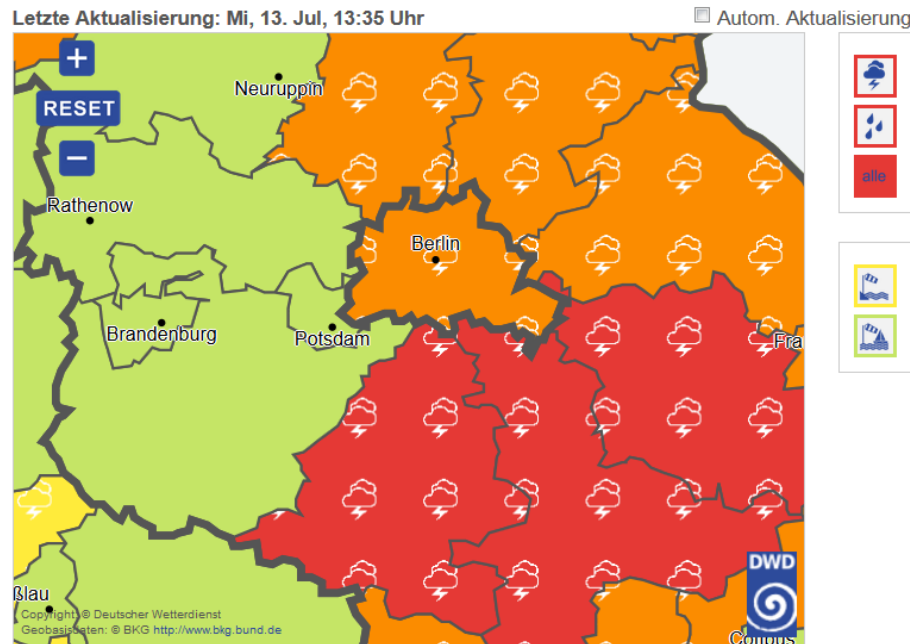 Letzte Aktualisierung: Mi, 13. Jul, 13:35 Uhr
Autom. Aktualisierung
+
RESET
−
Neuruppin
alle
Rathenow
Berlin
Brandenburg
Potsdam
Fra
DWD
ßlau
Copyright: © Deutscher Wetterdienst
Geobasisdaten: © BKG http://www.bkg.bund.de
Cottbus